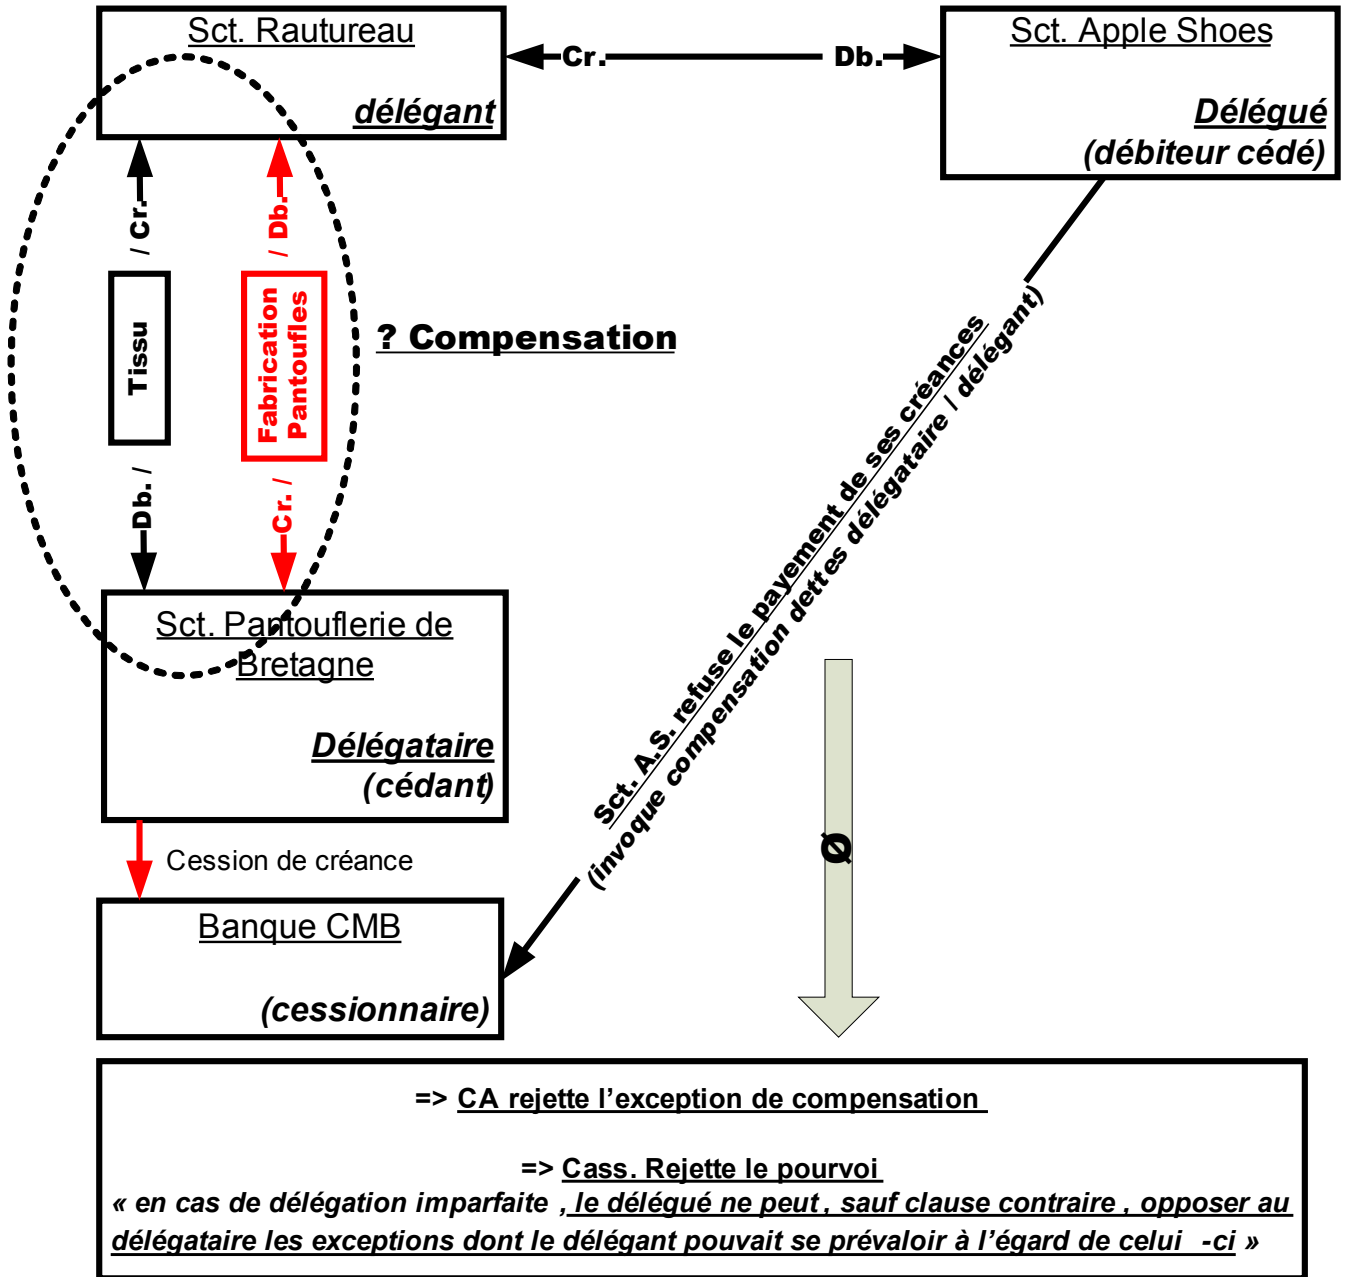 Sct. Rautureau
délégant
Cr.
Db.
Sct. Apple Shoes
Délégué
(débiteur cédé)
/ Cr.
Tissu
Db. /
/ Db.
Fabrication
Pantoufles
Cr. /
? Compensation
Sct. A.S. refuse le payement de ses créances
(invoque compensation dettes délégataire / délégant)
Sct. Pantouflerie de
Bretagne
Délégataire
(cédant)
Cession de créance
Banque CMB
(cessionnaire)
Ø
=> CA rejette l’exception de compensation
=> Cass. Rejette le pourvoi
« en cas de délégation imparfaite , le délégué ne peut , sauf clause contraire , opposer au
délégataire les exceptions dont le délégant pouvait se prévaloir à l’égard de celui -ci »